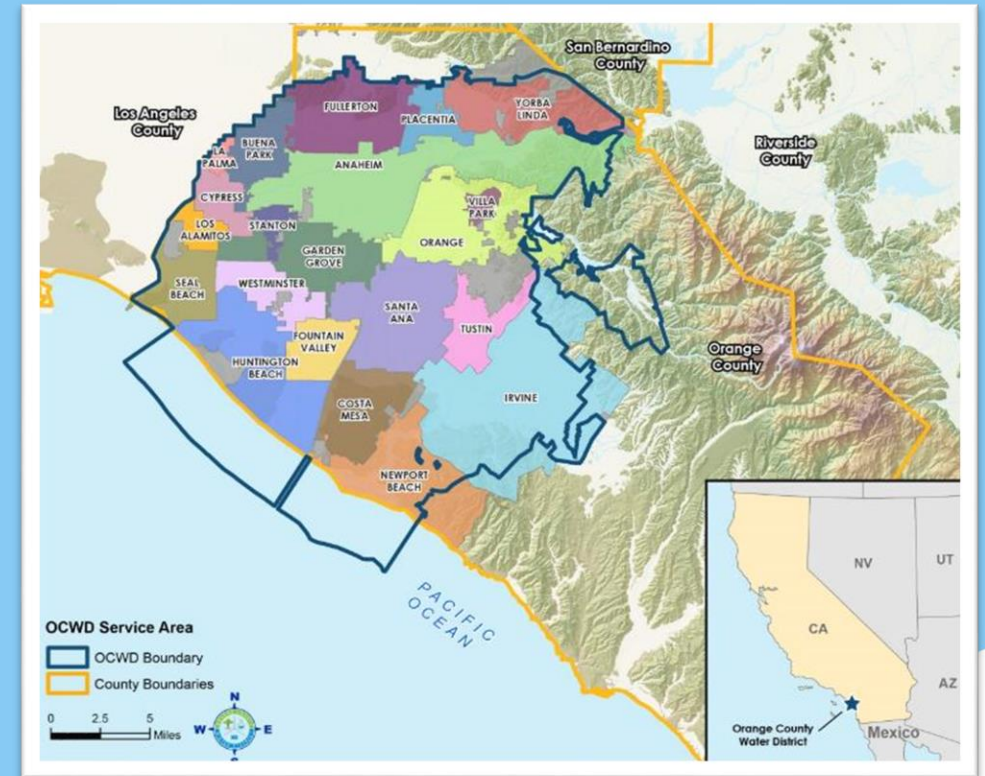 San Bernardino
County
Los Angeles
County
FULLERTON
PLACENTIA
YORBA
LINDA
BUENA
PARK
LA
PALMA
ANAHEIM
Riverside
County
CYPRESS
VILLA
PARK
LOS
ALAMITOS
STANTON
ORANGE
GARDEN
GROVE
SEAL
BEACH
WESTMINSTER
SANTA
ANA
TUSTIN
FOUNTAIN
VALLEY
HUNTINGTON
BEACH
Orange
County
COSTA
MESA
IRVINE
NEWPORT
BEACH
PACIFIC
OCEAN
OCWD Service Area
OCWD Boundary
County Boundaries
0 2.5 5
Miles
N
W E
S
NV
UT
CA
AZ
Orange County
Water District
Mexico